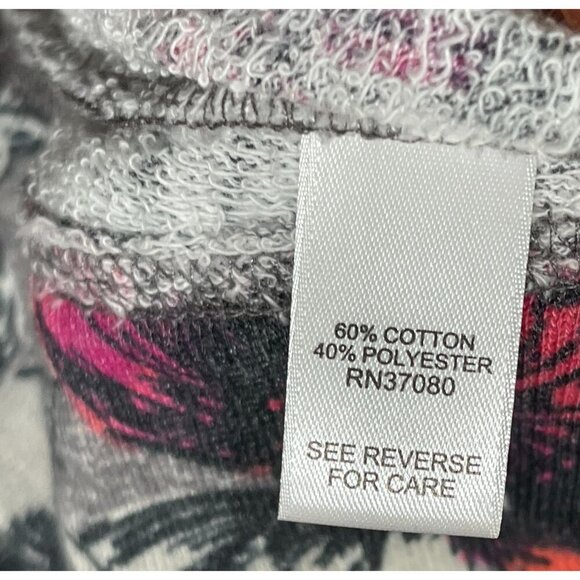 60% COTTON
40% POLYESTER
RN37080
SEE REVERSE
FOR CARE